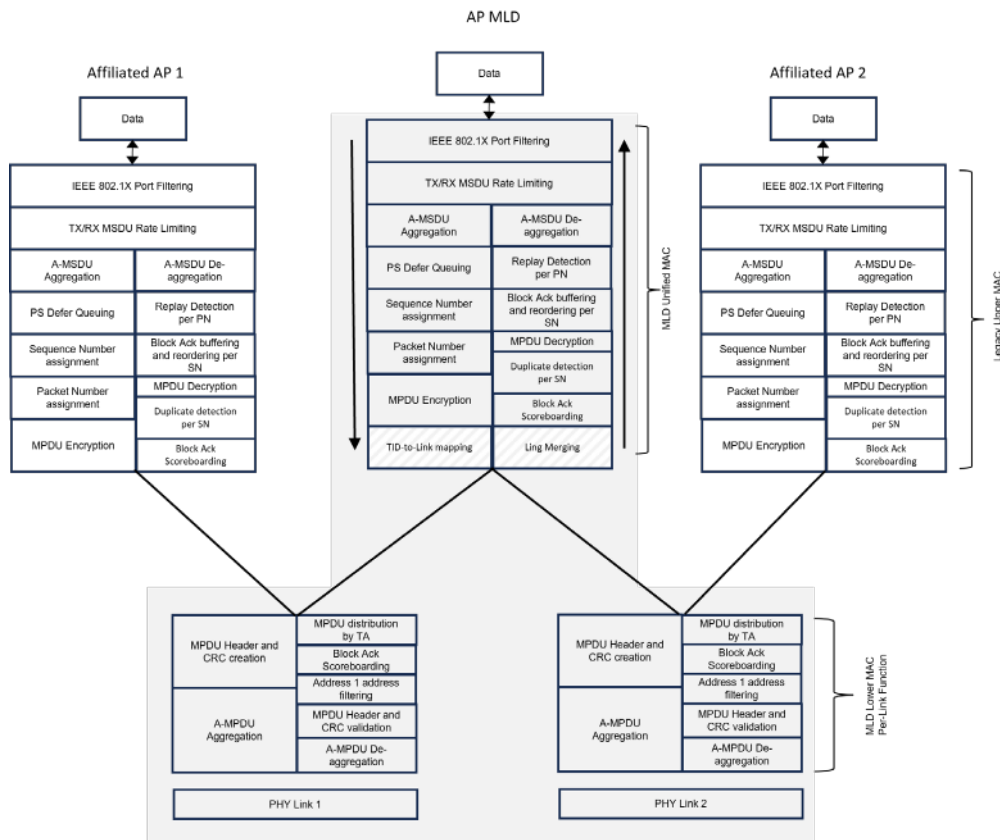 AP MLD
Affiliated AP 1
Affiliated AP 2
Data
IEEE 802.1X Port Filtering
TX/RX MSDU Rate Limiting
A-MSDU
Aggregation
A-MSDU De-
aggregation
PS Defer Queuing
Replay Detection
per PN
Sequence Number
assignment
Block Ack buffering
and reordering per
SN
Packet Number
assignment
MPDU Decryption
Duplicate detection
per SN
MPDU Encryption
Block Ack
Scoreboarding
Data
IEEE 802.1X Port Filtering
TX/RX MSDU Rate Limiting
A-MSDU
Aggregation
A-MSDU De-
aggregation
PS Defer Queuing
Replay Detection
per PN
Sequence Number
assignment
Block Ack buffering
and reordering per
SN
Packet Number
assignment
MPDU Decryption
Duplicate detection
per SN
MPDU Encryption
Block Ack
Scoreboarding
TID-to-Link mapping
Ling Merging
MLD Unified MAC
Data
IEEE 802.1X Port Filtering
TX/RX MSDU Rate Limiting
A-MSDU
Aggregation
A-MSDU De-
aggregation
PS Defer Queuing
Replay Detection
per PN
Sequence Number
assignment
Block Ack buffering
and reordering per
SN
Packet Number
assignment
MPDU Decryption
Duplicate detection
per SN
MPDU Encryption
Block Ack
Scoreboarding
Legacy Upper MAC
MPDU Header and
CRC creation
MPDU distribution
by TA
Block Ack
Scoreboarding
Address 1 address
filtering
A-MPDU
Aggregation
MPDU Header and
CRC validation
A-MPDU De-
aggregation
PHY Link 1
MPDU Header and
CRC creation
MPDU distribution
by TA
Block Ack
Scoreboarding
Address 1 address
filtering
A-MPDU
Aggregation
MPDU Header and
CRC validation
A-MPDU De-
aggregation
PHY Link 2
MLD Lower MAC
Per-Link Function